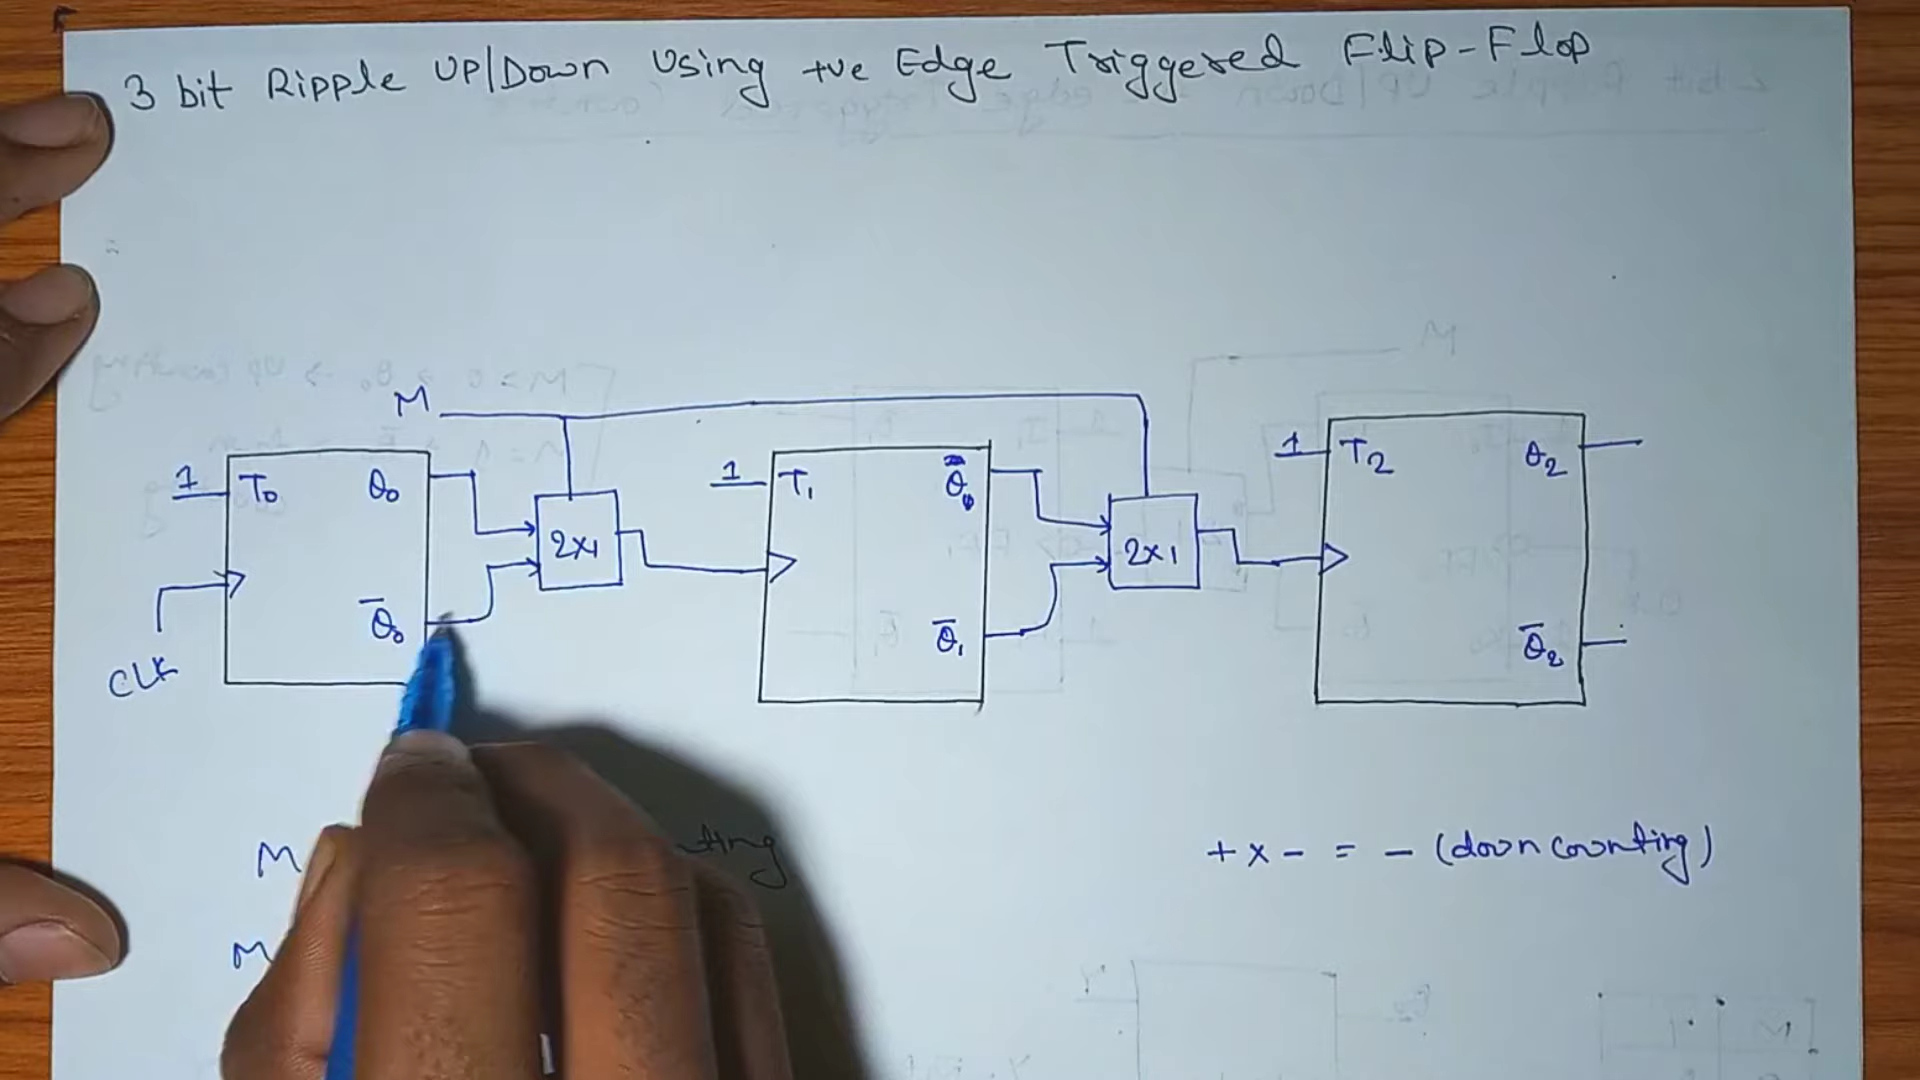 3 bit Ripple UP/Down Using +ve Edge Triggered Flip-Flop
M
1 T0 Q0
2x1
1 T1 Q̅
2x1
1 T2 Q2
CLK
Q̅0
Q̅1
Q̅2
M ting
+ x - = - (down counting)
M